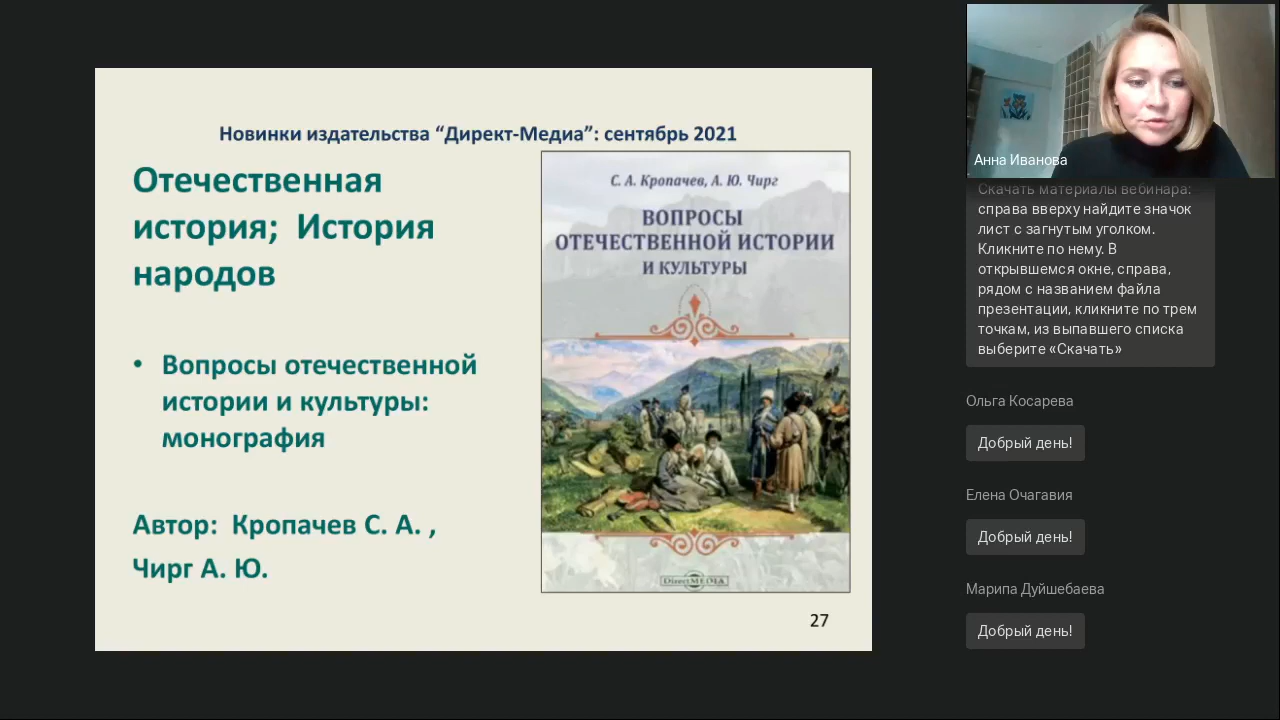 Новинки издательства “Директ-Медиа”: сентябрь 2021
Отечественная
история;  История
народов
• Вопросы отечественной
истории и культуры:
монография
Автор:  Кропачев С. А. ,
Чирг А. Ю.
С. А. Кропачев, А. Ю. Чирг
ВОПРОСЫ
ОТЕЧЕСТВЕННОЙ ИСТОРИИ
И КУЛЬТУРЫ
DirectMEDIA
27
Анна Иванова
Скачать материалы вебинара:
справа вверху найдите значок
лист с загнутым уголком.
Кликните по нему. В
открывшемся окне, справа,
рядом с названием файла
презентации, кликните по трем
точкам, из выпавшего списка
выберите «Скачать»
Ольга Косарева
Добрый день!
Елена Очагавия
Добрый день!
Марипа Дуйшебаева
Добрый день!